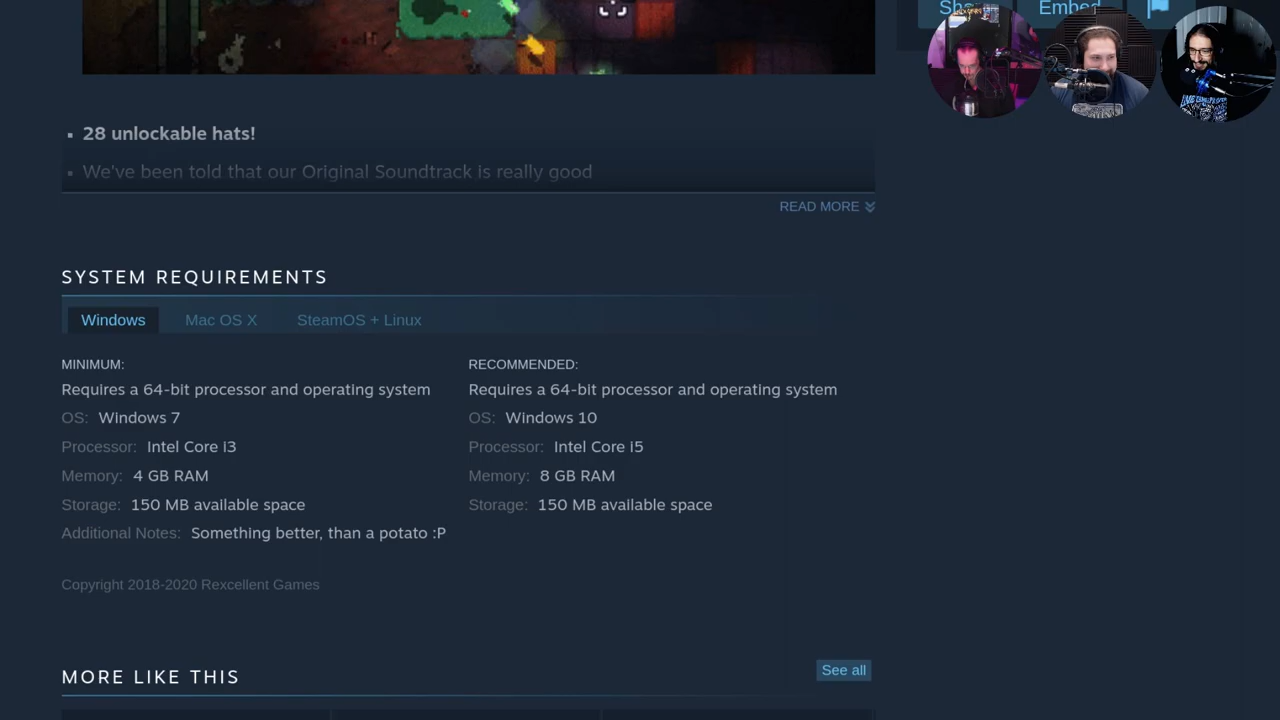 Embed
28 unlockable hats!
We've been told that our Original Soundtrack is really good
READ MORE
SYSTEM REQUIREMENTS
Windows
Mac OS X
SteamOS + Linux
MINIMUM:
Requires a 64-bit processor and operating system
OS: Windows 7
Processor: Intel Core i3
Memory: 4 GB RAM
Storage: 150 MB available space
Additional Notes: Something better, than a potato :P
RECOMMENDED:
Requires a 64-bit processor and operating system
OS: Windows 10
Processor: Intel Core i5
Memory: 8 GB RAM
Storage: 150 MB available space
Copyright 2018-2020 Rexcellent Games
MORE LIKE THIS
See all